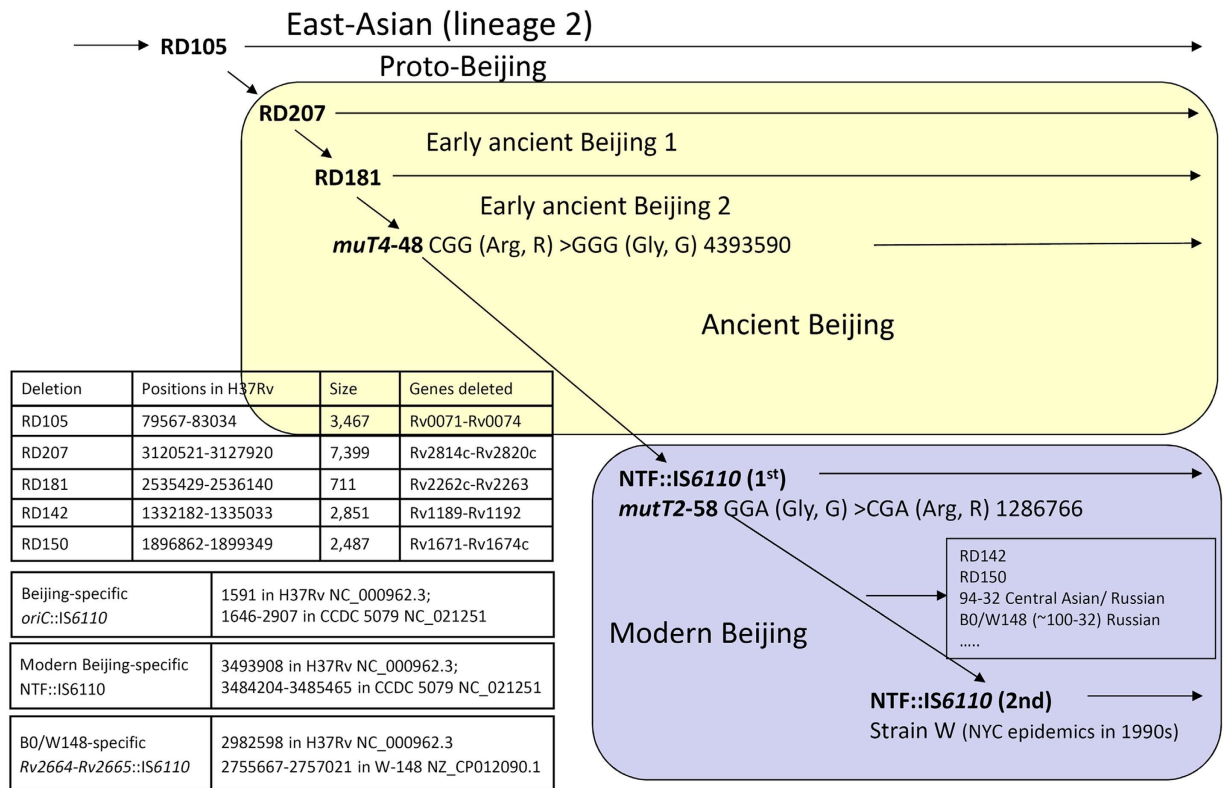 East-Asian (lineage 2)
RD105
Proto-Beijing
RD207
Early ancient Beijing 1
RD181
Early ancient Beijing 2
muT4-48 CGG (Arg, R) >GGG (Gly, G) 4393590
Ancient Beijing
Deletion Positions in H37Rv Size Genes deleted
RD105 79567-83034 3,467 Rv0071-Rv0074
RD207 3120521-3127920 7,399 Rv2814c-Rv2820c
RD181 2535429-2536140 711 Rv2262c-Rv2263
RD142 1332182-1335033 2,851 Rv1189-Rv1192
RD150 1896862-1899349 2,487 Rv1671-Rv1674c
Beijing-specific 1591 in H37Rv NC_000962.3;
oriC::IS6110 1646-2907 in CCDC 5079 NC_021251
Modern Beijing-specific 3493908 in H37Rv NC_000962.3;
NTF::IS6110 3484204-3485465 in CCDC 5079 NC_021251
B0/W148-specific 2982598 in H37Rv NC_000962.3
Rv2664-Rv2665::IS6110 2755667-2757021 in W-148 NZ_CP012090.1
NTF::IS6110 (1st)
mutT2-58 GGA (Gly, G) >CGA (Arg, R) 1286766
RD142
RD150
94-32 Central Asian/ Russian
B0/W148 (~100-32) Russian
.....
Modern Beijing
NTF::IS6110 (2nd)
Strain W (NYC epidemics in 1990s)